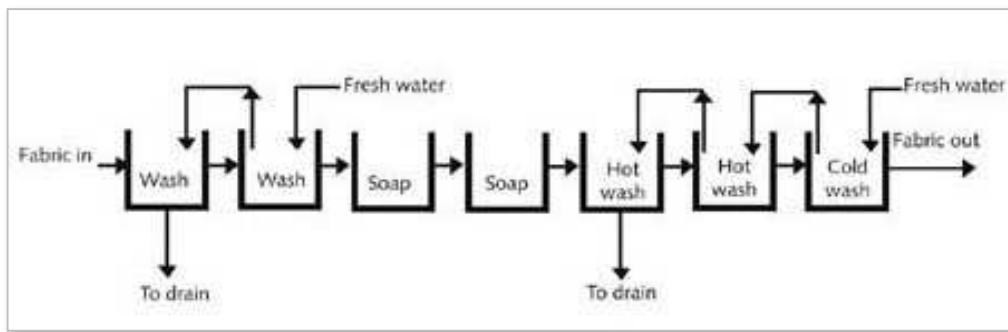 Fresh water
Fresh water
Fabric in
Wash
Wash
Soap
Soap
Hot
wash
Hot
wash
Cold
wash
Fabric out
To drain
To drain